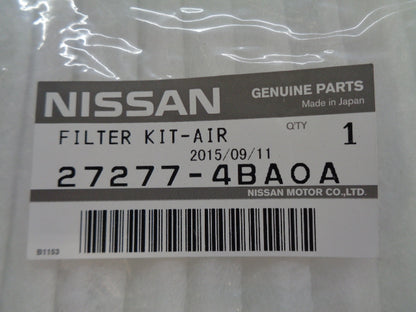 NISSAN
GENUINE PARTS
Made in Japan
FILTER KIT-AIR
Q'TY 1
2015/09/11
27277-4BA0A
NISSAN MOTOR CO.,LTD.
B1153